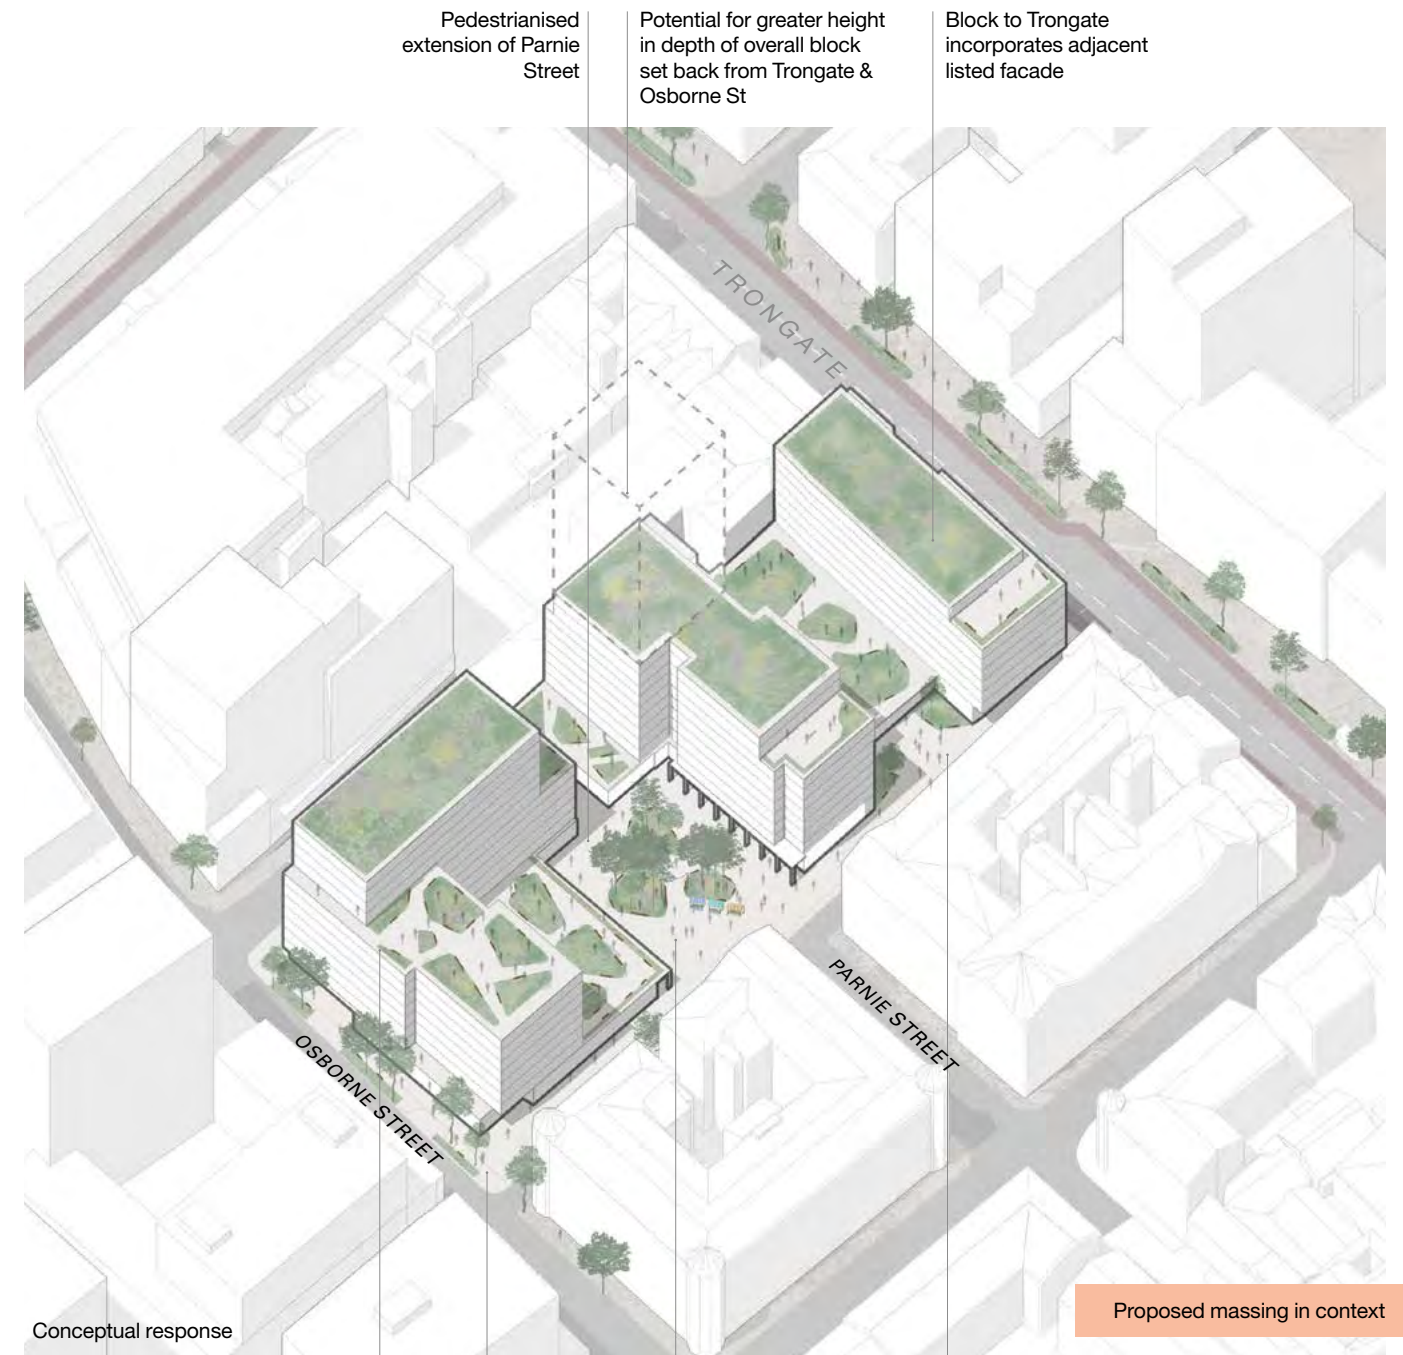 Pedestrianised
extension of Parnie
Street
Potential for greater height
in depth of overall block
set back from Trongate &
Osborne St
Block to Trongate
incorporates adjacent
listed facade
TRONGATE
PARNIE STREET
OSBORNE STREET
Conceptual response
Proposed massing in context